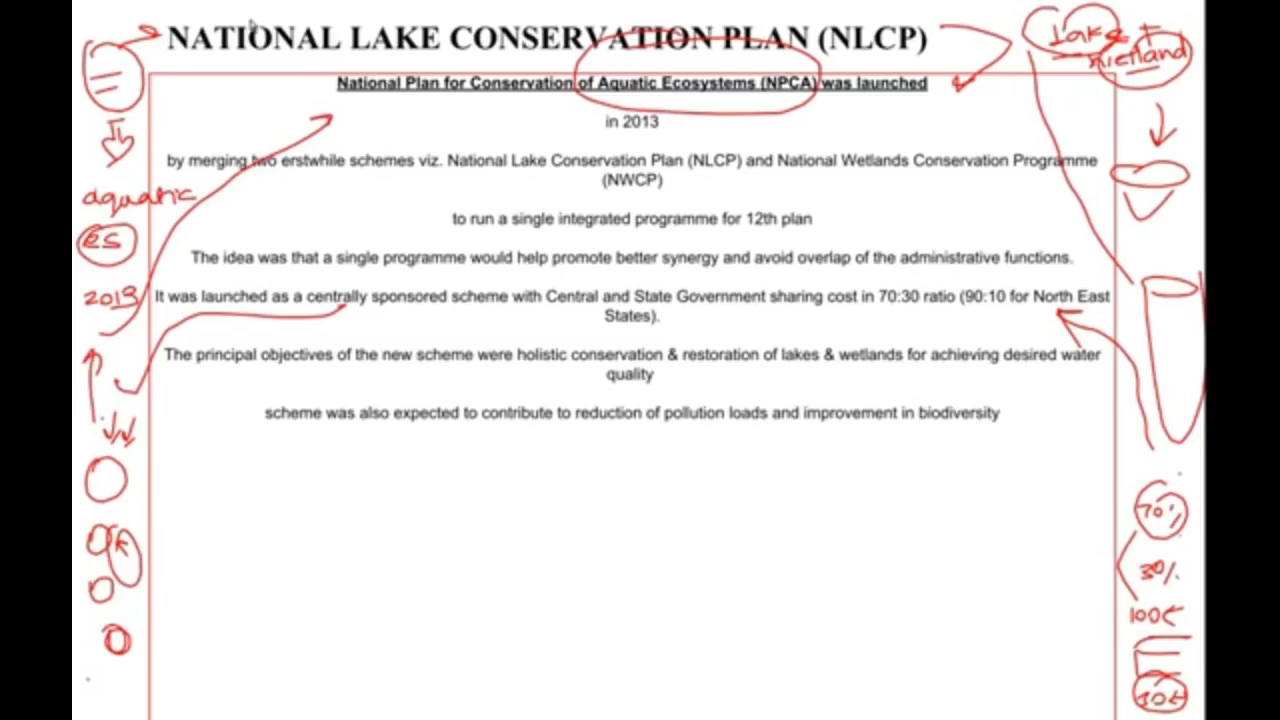 NATIONAL LAKE CONSERVATION PLAN (NLCP)
National Plan for Conservation of Aquatic Ecosystems (NPCA) was launched
in 2013
by merging two erstwhile schemes viz. National Lake Conservation Plan (NLCP) and National Wetlands Conservation Programme
(NWCP)
to run a single integrated programme for 12th plan
The idea was that a single programme would help promote better synergy and avoid overlap of the administrative functions.
It was launched as a centrally sponsored scheme with Central and State Government sharing cost in 70:30 ratio (90:10 for North East
States).
The principal objectives of the new scheme were holistic conservation & restoration of lakes & wetlands for achieving desired water
quality
scheme was also expected to contribute to reduction of pollution loads and improvement in biodiversity
aquatic
es
2013
Lake +
wetland
70%
30%
100
30